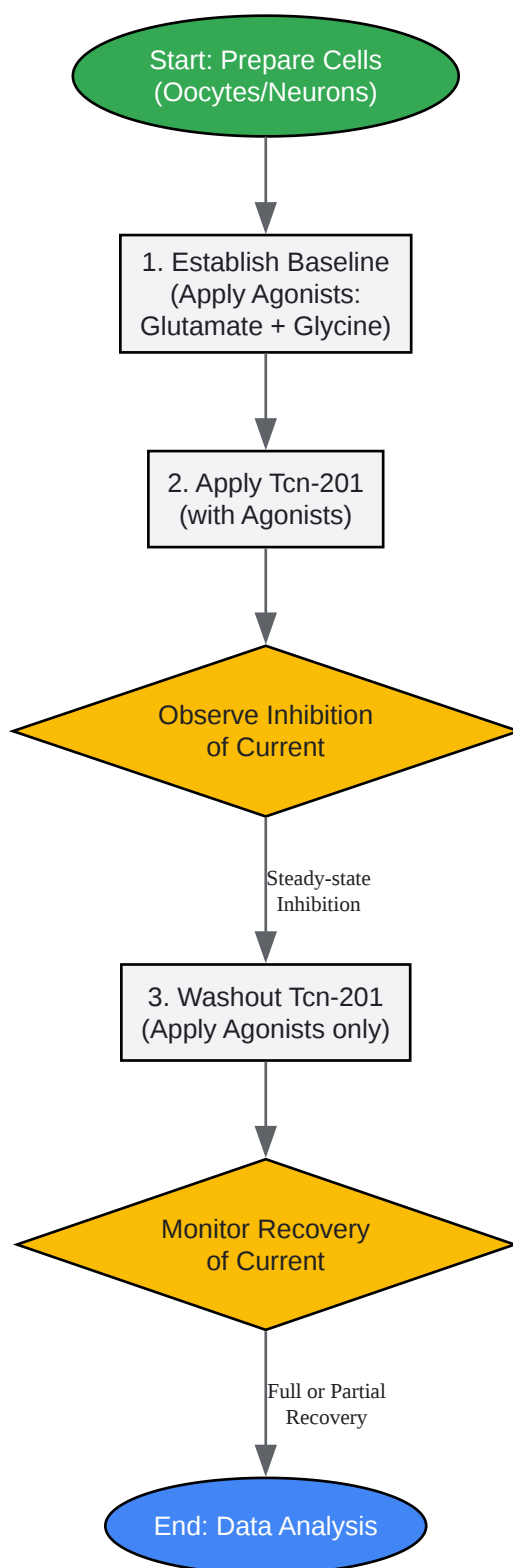 Start: Prepare Cells
(Oocytes/Neurons)
1. Establish Baseline
(Apply Agonists:
Glutamate + Glycine)
2. Apply Tcn-201
(with Agonists)
Observe Inhibition
of Current
Steady-state
Inhibition
3. Washout Tcn-201
(Apply Agonists only)
Monitor Recovery
of Current
Full or Partial
Recovery
End: Data Analysis